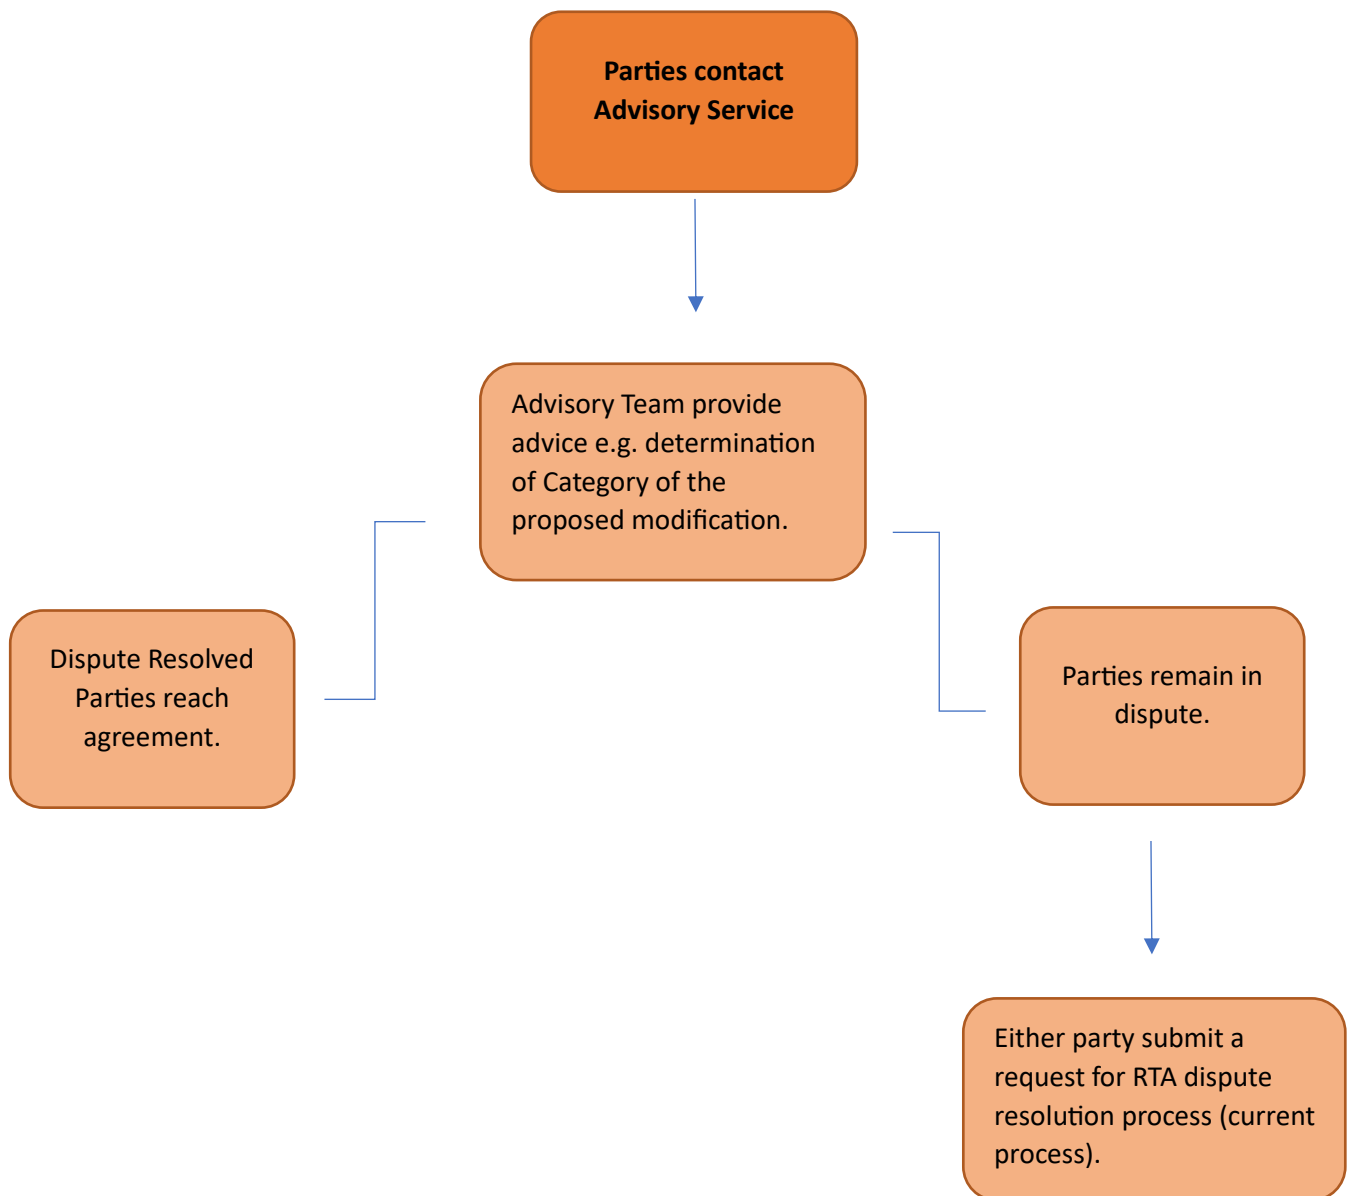 Parties contact
Advisory Service
Advisory Team provide
advice e.g. determination
of Category of the
proposed modification.
Dispute Resolved
Parties reach
agreement.
Parties remain in
dispute.
Either party submit a
request for RTA dispute
resolution process (current
process).